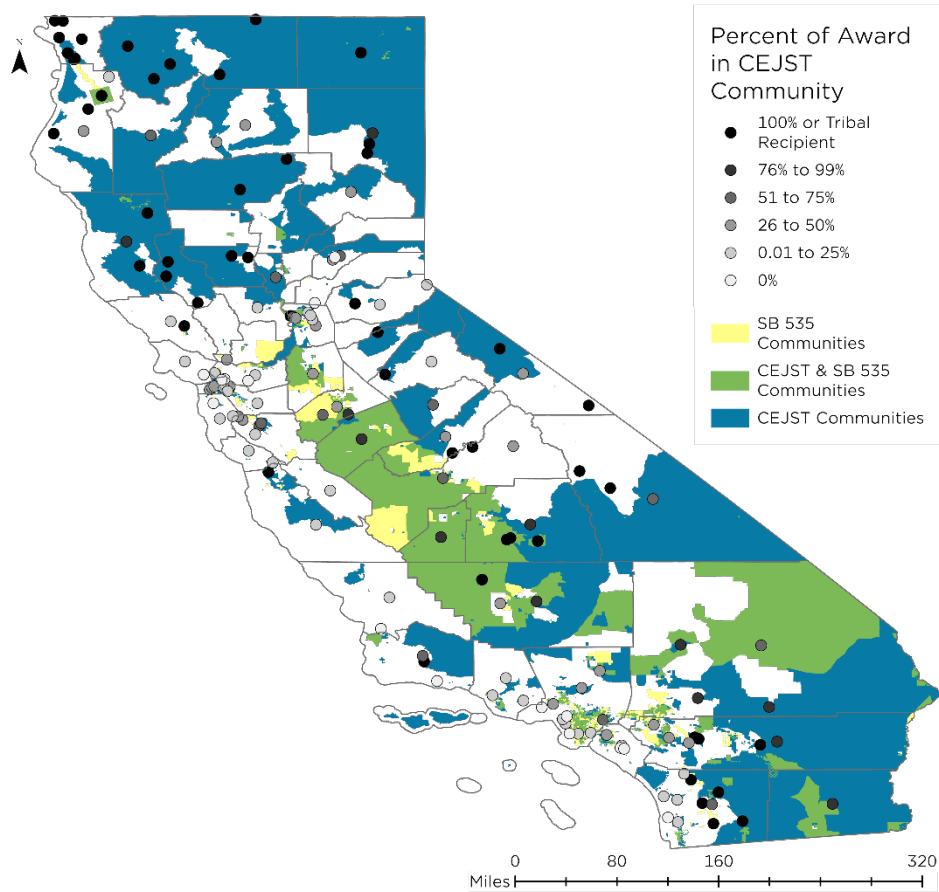 N
Percent of Award
in CEJST
Community
100% or Tribal
Recipient
76% to 99%
51 to 75%
26 to 50%
0.01 to 25%
0%
SB 535
Communities
CEJST & SB 535
Communities
CEJST Communities
0 80 160 320
Miles